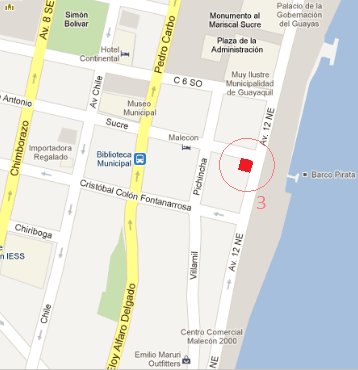 Simón
Bolívar
Av. 8 SE
Pedro Carbo
Monumento al
Mariscal Sucre
Plaza de la
Administración
Palacio de la
Gobernación
del Guayas
Hotel
Continental
Av Chile
C 6 SO
Muy Ilustre
Municipalidad
de Guayaquil
Museo
Municipal
Antonio
Sucre
Av. 12 NE
Malecon
Importadora
Regalado
Biblioteca
Municipal
Chimborazo
Pichincha
Barco Prata
Cristóbal Colón Fontanarrosa
3
Chiriboga
n IESS
Villamil
Av. 12 NE
Chile
Eloy Alfaro Delgado
Centro Comercial
Malecón 2000
Emilio Maruri
Outfitters
NE